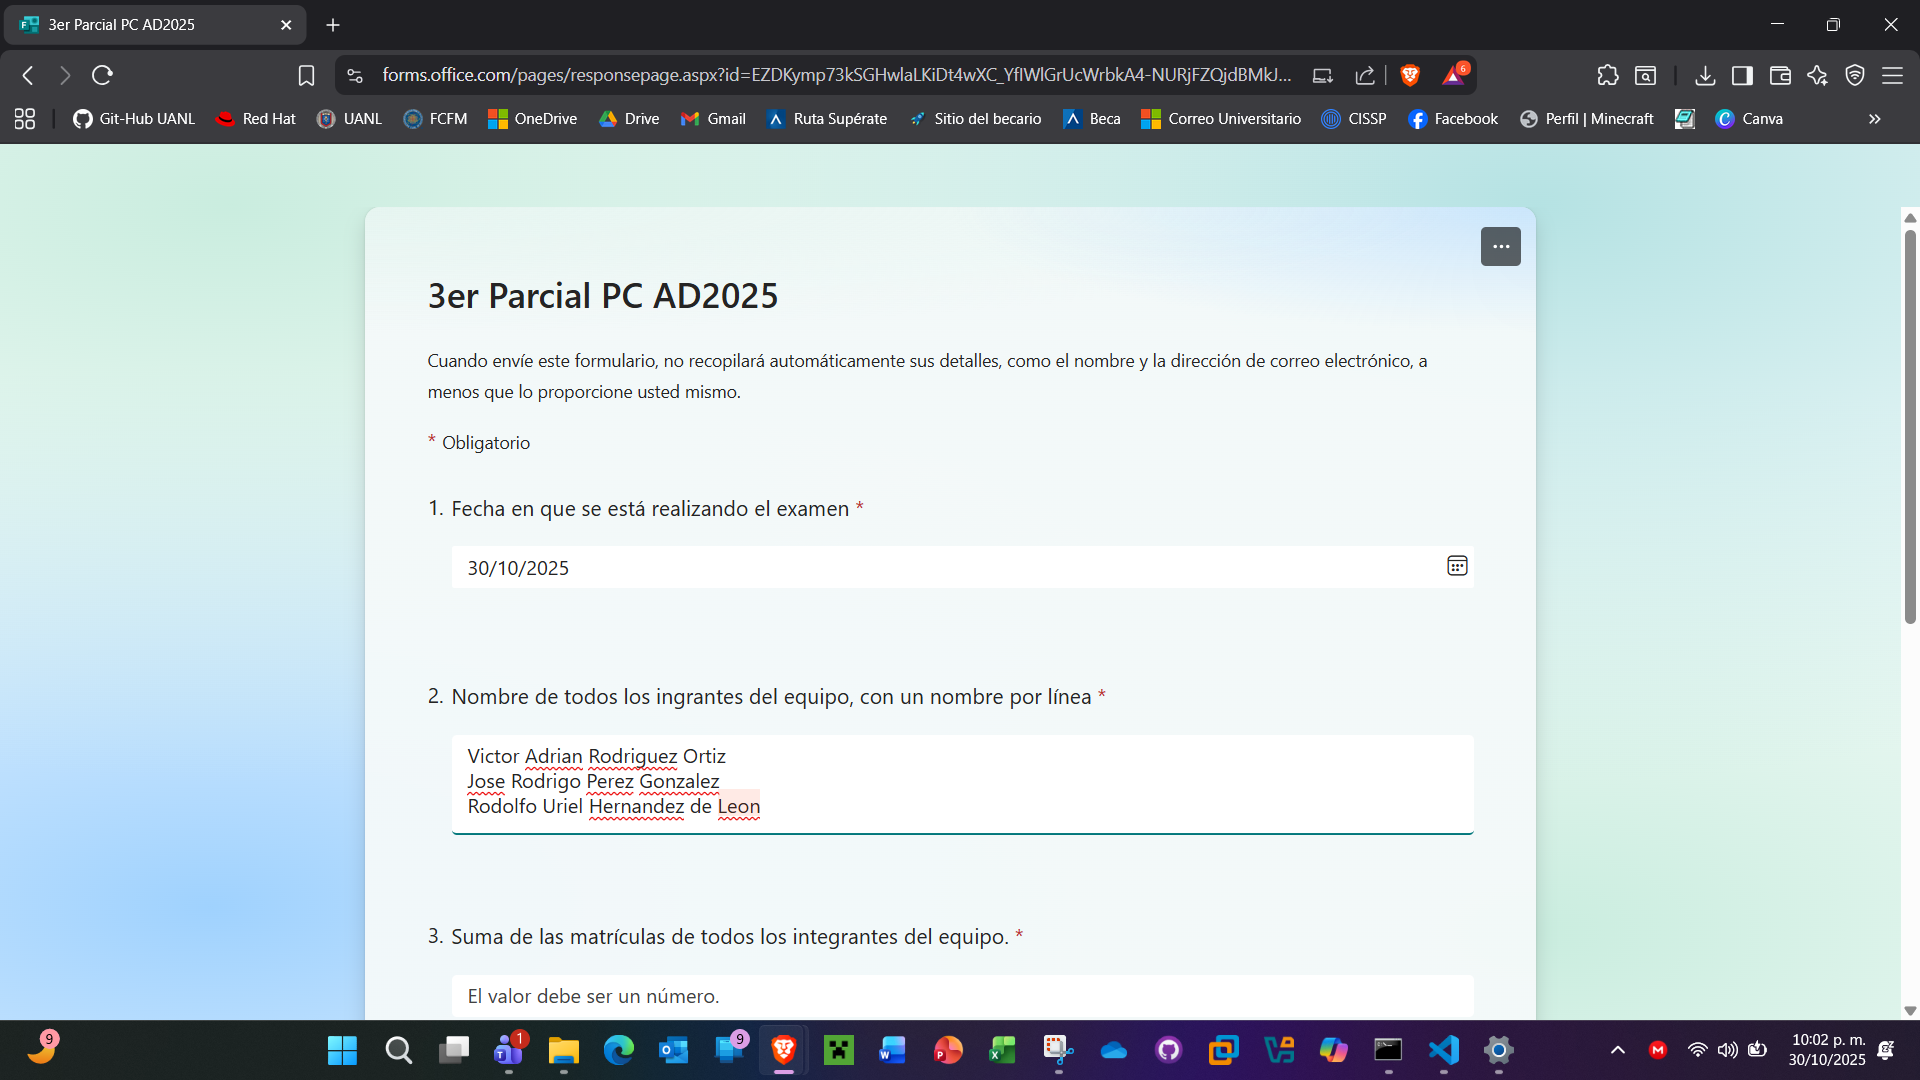 3er Parcial PC AD2025
forms.office.com/pages/responsepage.aspx?id=EZDKymp73kSGHwlaLKiDt4wXC_YfIWlGrUcWrbkA4-NURjFZQjdBMkJ...
6
Git-Hub UANL
Red Hat
UANL
FCFM
OneDrive
Drive
Gmail
Ruta Supérate
Sitio del becario
Beca
Correo Universitario
CISSP
Facebook
Perfil | Minecraft
Canva
3er Parcial PC AD2025
Cuando envíe este formulario, no recopilará automáticamente sus detalles, como el nombre y la dirección de correo electrónico, a
menos que lo proporcione usted mismo.
* Obligatorio
1. Fecha en que se está realizando el examen *
30/10/2025
2. Nombre de todos los ingrantes del equipo, con un nombre por línea *
Victor Adrian Rodriguez Ortiz
Jose Rodrigo Perez Gonzalez
Rodolfo Uriel Hernandez de Leon
3. Suma de las matrículas de todos los integrantes del equipo. *
El valor debe ser un número.
9
1
9
10:02 p. m.
30/10/2025